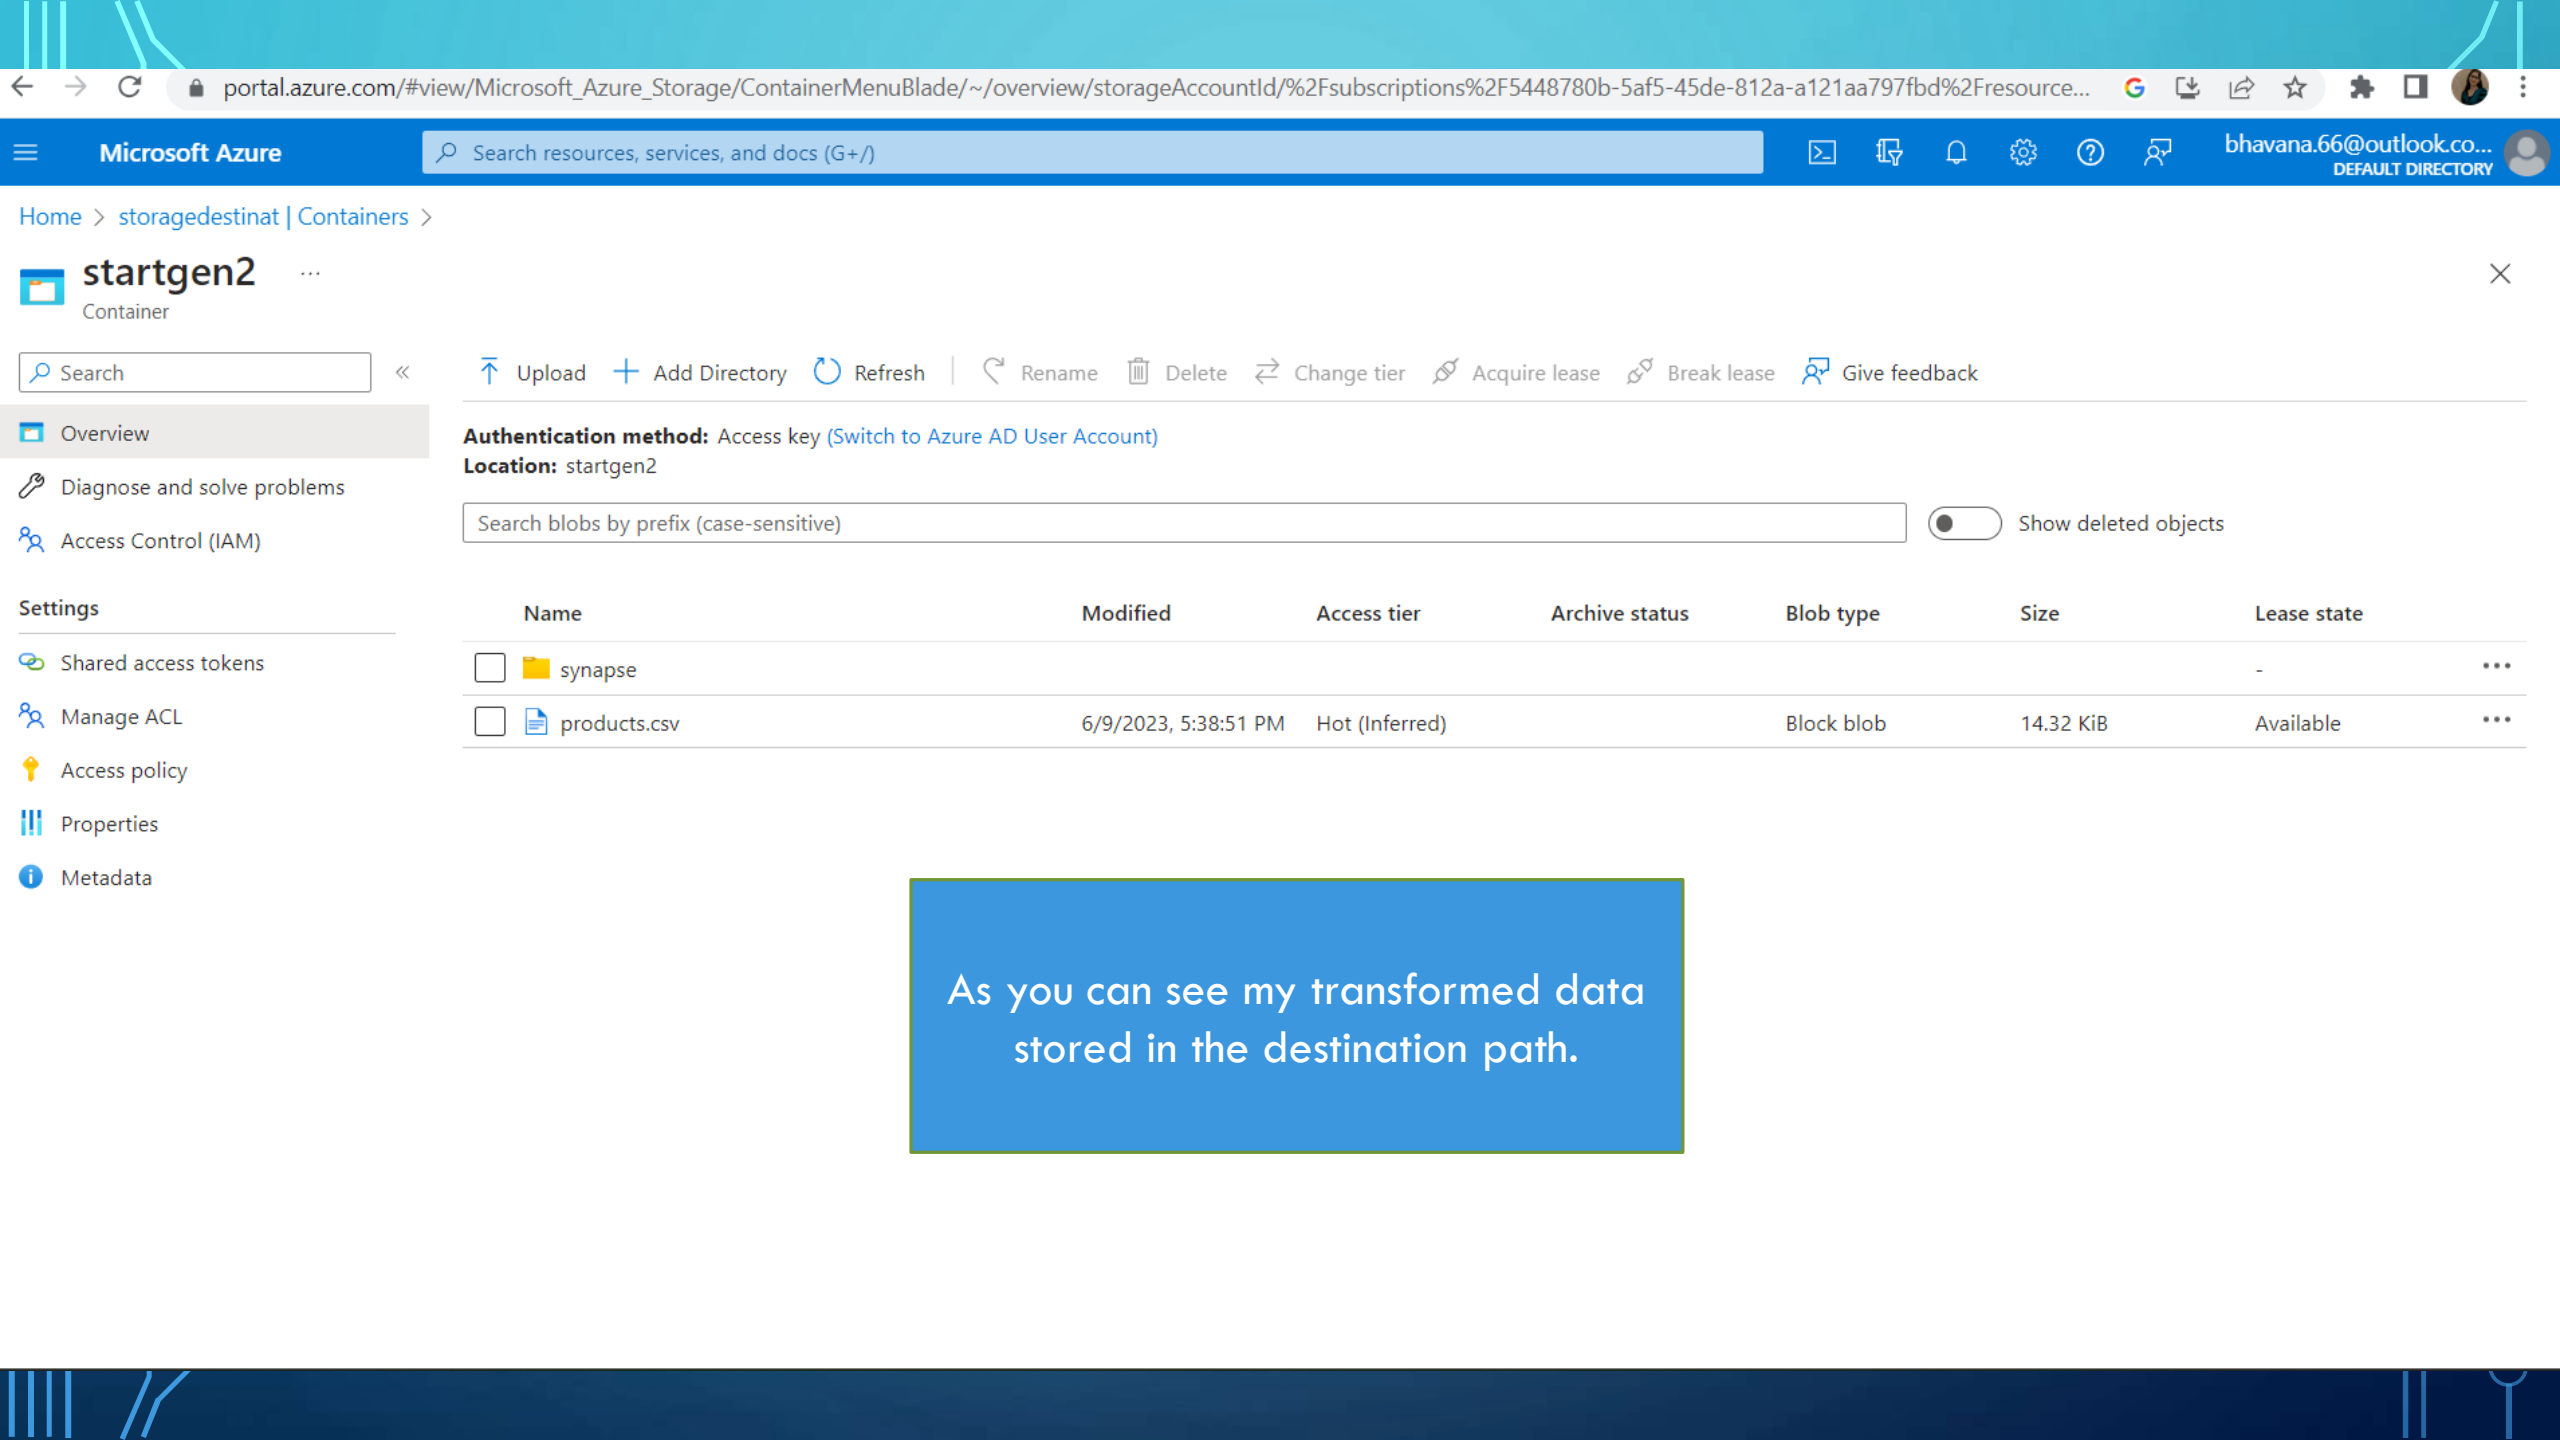 portal.azure.com/#view/Microsoft_Azure_Storage/ContainerMenuBlade/~/overview/storageAccountId/%2Fsubscriptions%2F5448780b-5af5-45de-812a-a121aa797fbd%2Fresource...
Microsoft Azure
Search resources, services, and docs (G+/)
bhavana.66@outlook.co...
DEFAULT DIRECTORY
Home > storagedestinat | Containers >
startgen2 ...
Container
Search
Upload Add Directory Refresh Rename Delete Change tier Acquire lease Break lease Give feedback
Overview
Diagnose and solve problems
Access Control (IAM)
Settings
Shared access tokens
Manage ACL
Access policy
Properties
Metadata
Authentication method: Access key (Switch to Azure AD User Account)
Location: startgen2
Search blobs by prefix (case-sensitive)
Show deleted objects
Name Modified Access tier Archive status Blob type Size Lease state
synapse -
products.csv 6/9/2023, 5:38:51 PM Hot (Inferred) Block blob 14.32 KiB Available
As you can see my transformed data
stored in the destination path.